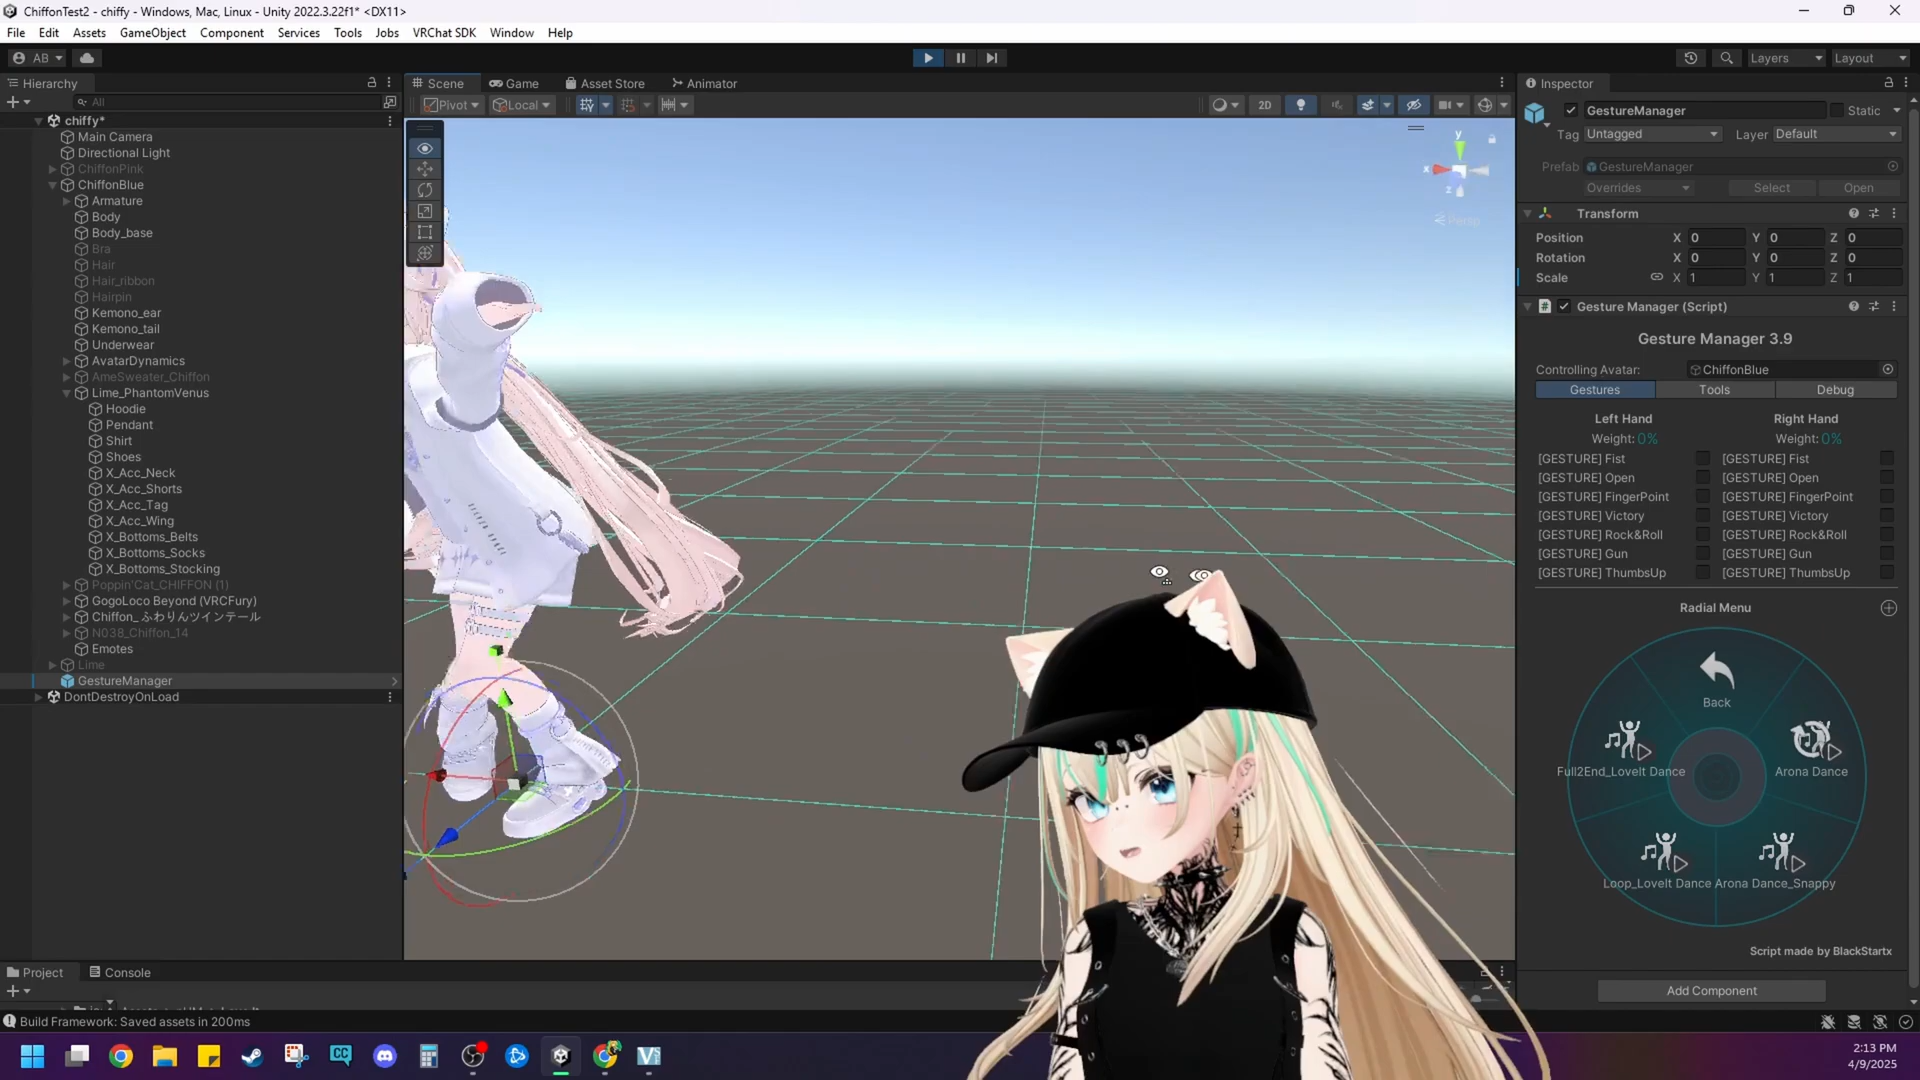 ChiffonTest2 - chiffy - Windows, Mac, Linux - Unity 2022.3.22f1* <DX11>
File Edit Assets GameObject Component Services Tools Jobs VRChat SDK Window Help
AB
Layers Layout
Hierarchy
All
chiffy*
Main Camera
Directional Light
ChiffonPink
ChiffonBlue
Armature
Body
Body_base
Bra
Hair
Hair_ribbon
Hairpin
Kemono_ear
Kemono_tail
Underwear
AvatarDynamics
AmeSweater_Chiffon
Lime_PhantomVenus
Hoodie
Pendant
Shirt
Shoes
X_Acc_Neck
X_Acc_Shorts
X_Acc_Tag
X_Acc_Wing
X_Bottoms_Belts
X_Bottoms_Socks
X_Bottoms_Stocking
Poppin'Cat_CHIFFON (1)
GogoLoco Beyond (VRCFury)
Chiffon_ふわりんツインテール
N038_Chiffon_14
Emotes
Lime
GestureManager
DontDestroyOnLoad
Scene Game Asset Store Animator
Pivot Local 2D
y
x
z
Persp
Inspector
GestureManager Static
Tag Untagged Layer Default
Prefab GestureManager
Overrides Select Open
Transform
Position X 0 Y 0 Z 0
Rotation X 0 Y 0 Z 0
Scale X 1 Y 1 Z 1
Gesture Manager (Script)
Gesture Manager 3.9
Controlling Avatar: ChiffonBlue
Gestures Tools Debug
Left Hand Right Hand
Weight: 0% Weight: 0%
[GESTURE] Fist [GESTURE] Fist
[GESTURE] Open [GESTURE] Open
[GESTURE] FingerPoint [GESTURE] FingerPoint
[GESTURE] Victory [GESTURE] Victory
[GESTURE] Rock&Roll [GESTURE] Rock&Roll
[GESTURE] Gun [GESTURE] Gun
[GESTURE] ThumbsUp [GESTURE] ThumbsUp
Radial Menu
Back
Full2End_LoveIt Dance Arona Dance
Loop_LoveIt Dance Arona Dance_Snappy
Script made by BlackStartx
Add Component
Project Console
Build Framework: Saved assets in 200ms
CC
2:13 PM
4/9/2025